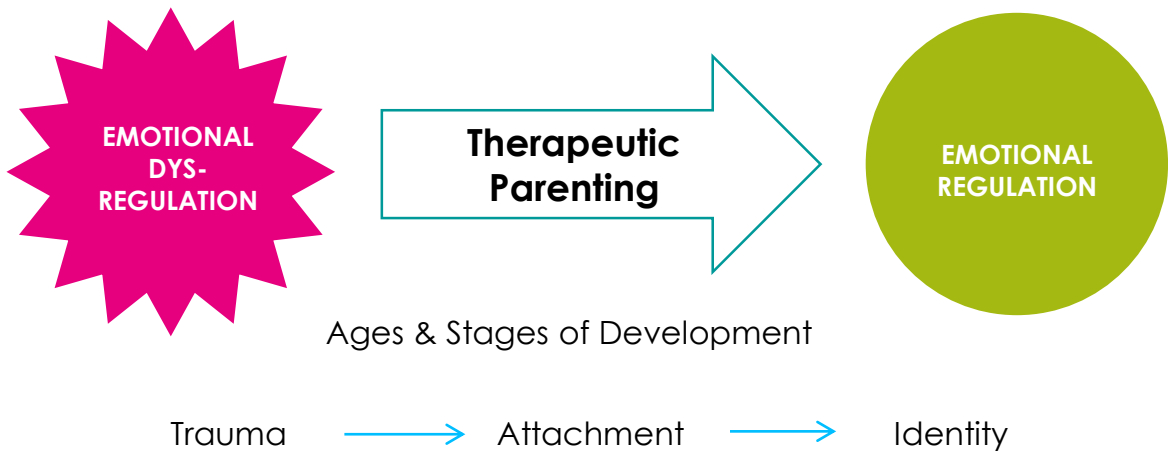 EMOTIONAL
DYS-
REGULATION
Therapeutic
Parenting
EMOTIONAL
REGULATION
Ages & Stages of Development
Trauma
Attachment
Identity